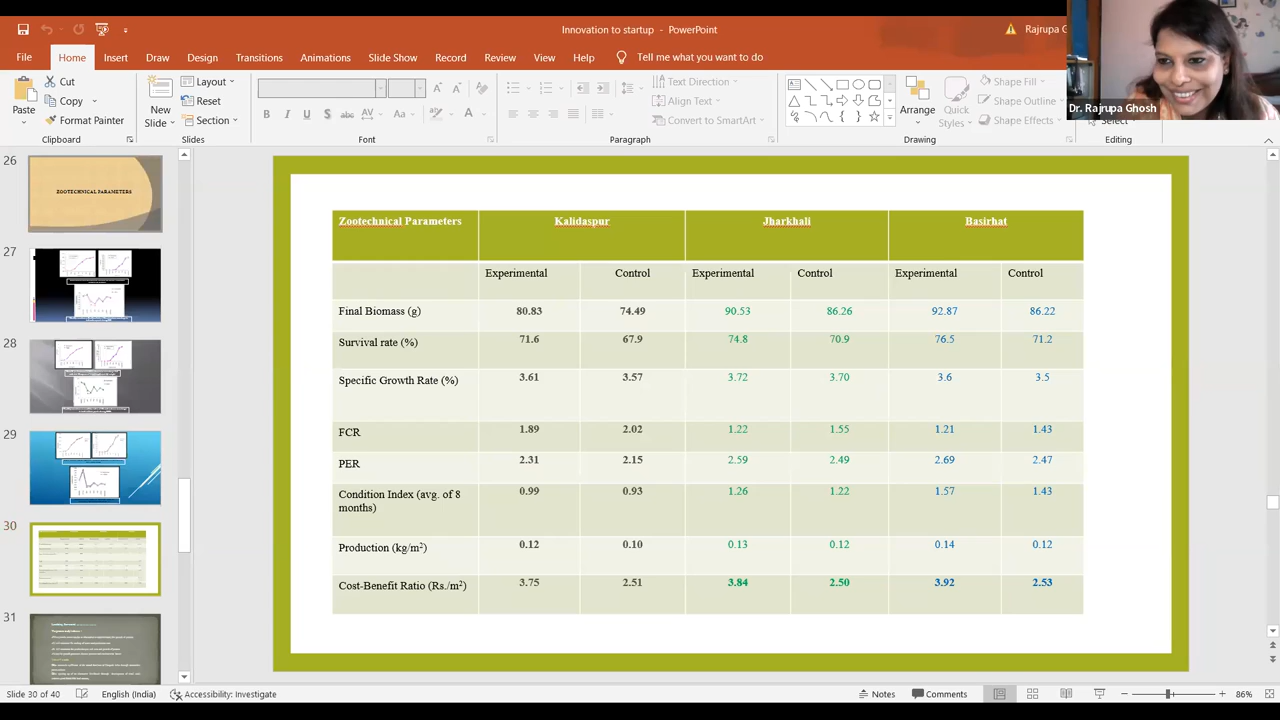 Innovation to startup - PowerPoint
Rajrupa G
Dr. Rajrupa Ghosh
File Home Insert Draw Design Transitions Animations Slide Show Record Review View Help Tell me what you want to do
Paste
Cut
Copy
Format Painter
Clipboard
New
Slide
Layout
Reset
Section
Slides
B I U S abc AV Aa A
Font
Text Direction
Align Text
Convert to SmartArt
Paragraph
Arrange
Quick
Styles
Shape Fill
Shape Outline
Shape Effects
Drawing
Select
Editing
26
ZOOTECHNICAL PARAMETERS
27
28
29
30
31
Zootechnical Parameters Kalidaspur Jharkhali Basirhat
Experimental Control Experimental Control Experimental Control
Final Biomass (g) 80.83 74.49 90.53 86.26 92.87 86.22
Survival rate (%) 71.6 67.9 74.8 70.9 76.5 71.2
Specific Growth Rate (%) 3.61 3.57 3.72 3.70 3.6 3.5
FCR 1.89 2.02 1.22 1.55 1.21 1.43
PER 2.31 2.15 2.59 2.49 2.69 2.47
Condition Index (avg. of 8
months) 0.99 0.93 1.26 1.22 1.57 1.43
Production (kg/m²) 0.12 0.10 0.13 0.12 0.14 0.12
Cost-Benefit Ratio (Rs./m²) 3.75 2.51 3.84 2.50 3.92 2.53
Slide 30 of 40 English (India) Accessibility: Investigate Notes Comments 86%